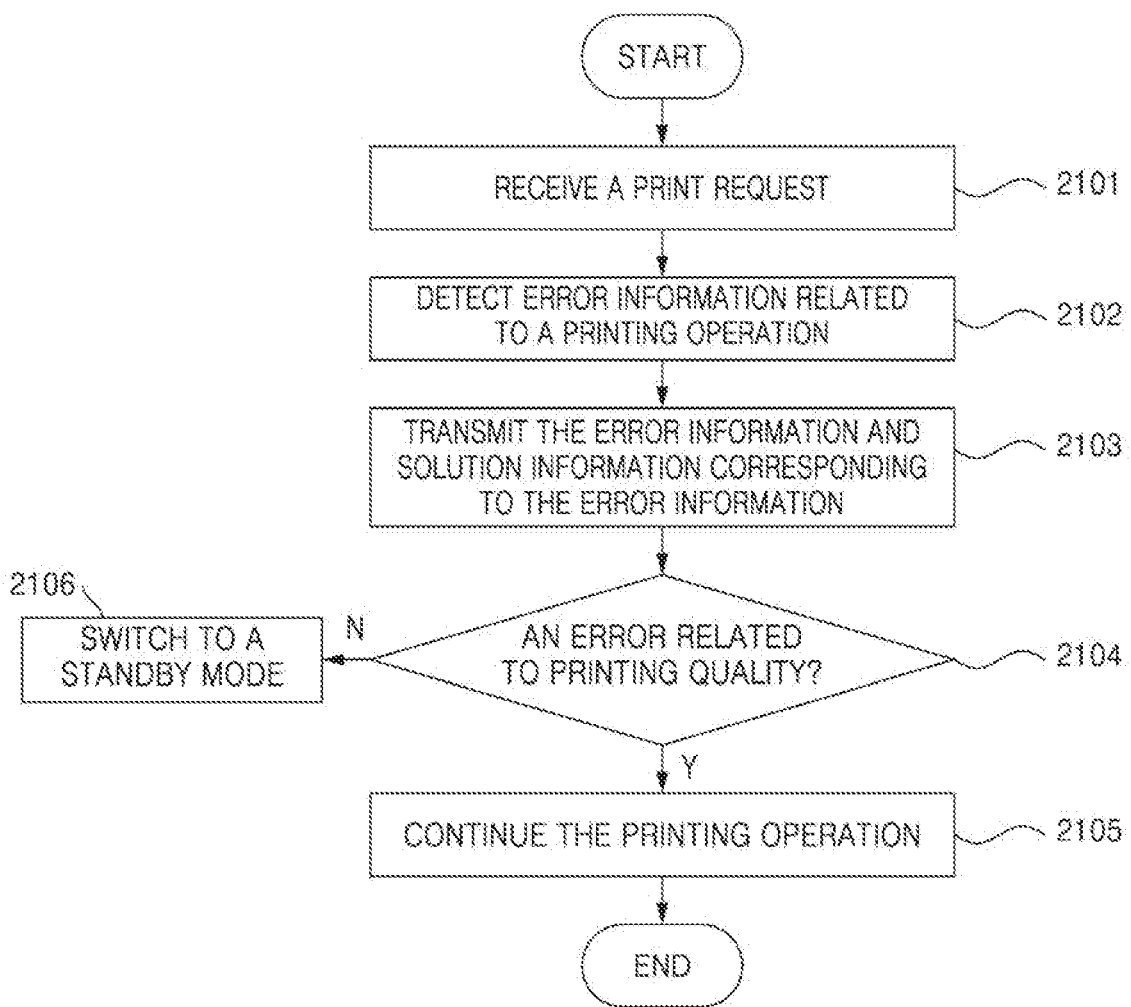 START
RECEIVE A PRINT REQUEST
2101
DETECT ERROR INFORMATION RELATED
TO A PRINTING OPERATION
2102
TRANSMIT THE ERROR INFORMATION AND
SOLUTION INFORMATION CORRESPONDING
TO THE ERROR INFORMATION
2103
2106
SWITCH TO A
STANDBY MODE
N
AN ERROR RELATED
TO PRINTING QUALITY?
2104
Y
CONTINUE THE PRINTING OPERATION
2105
END